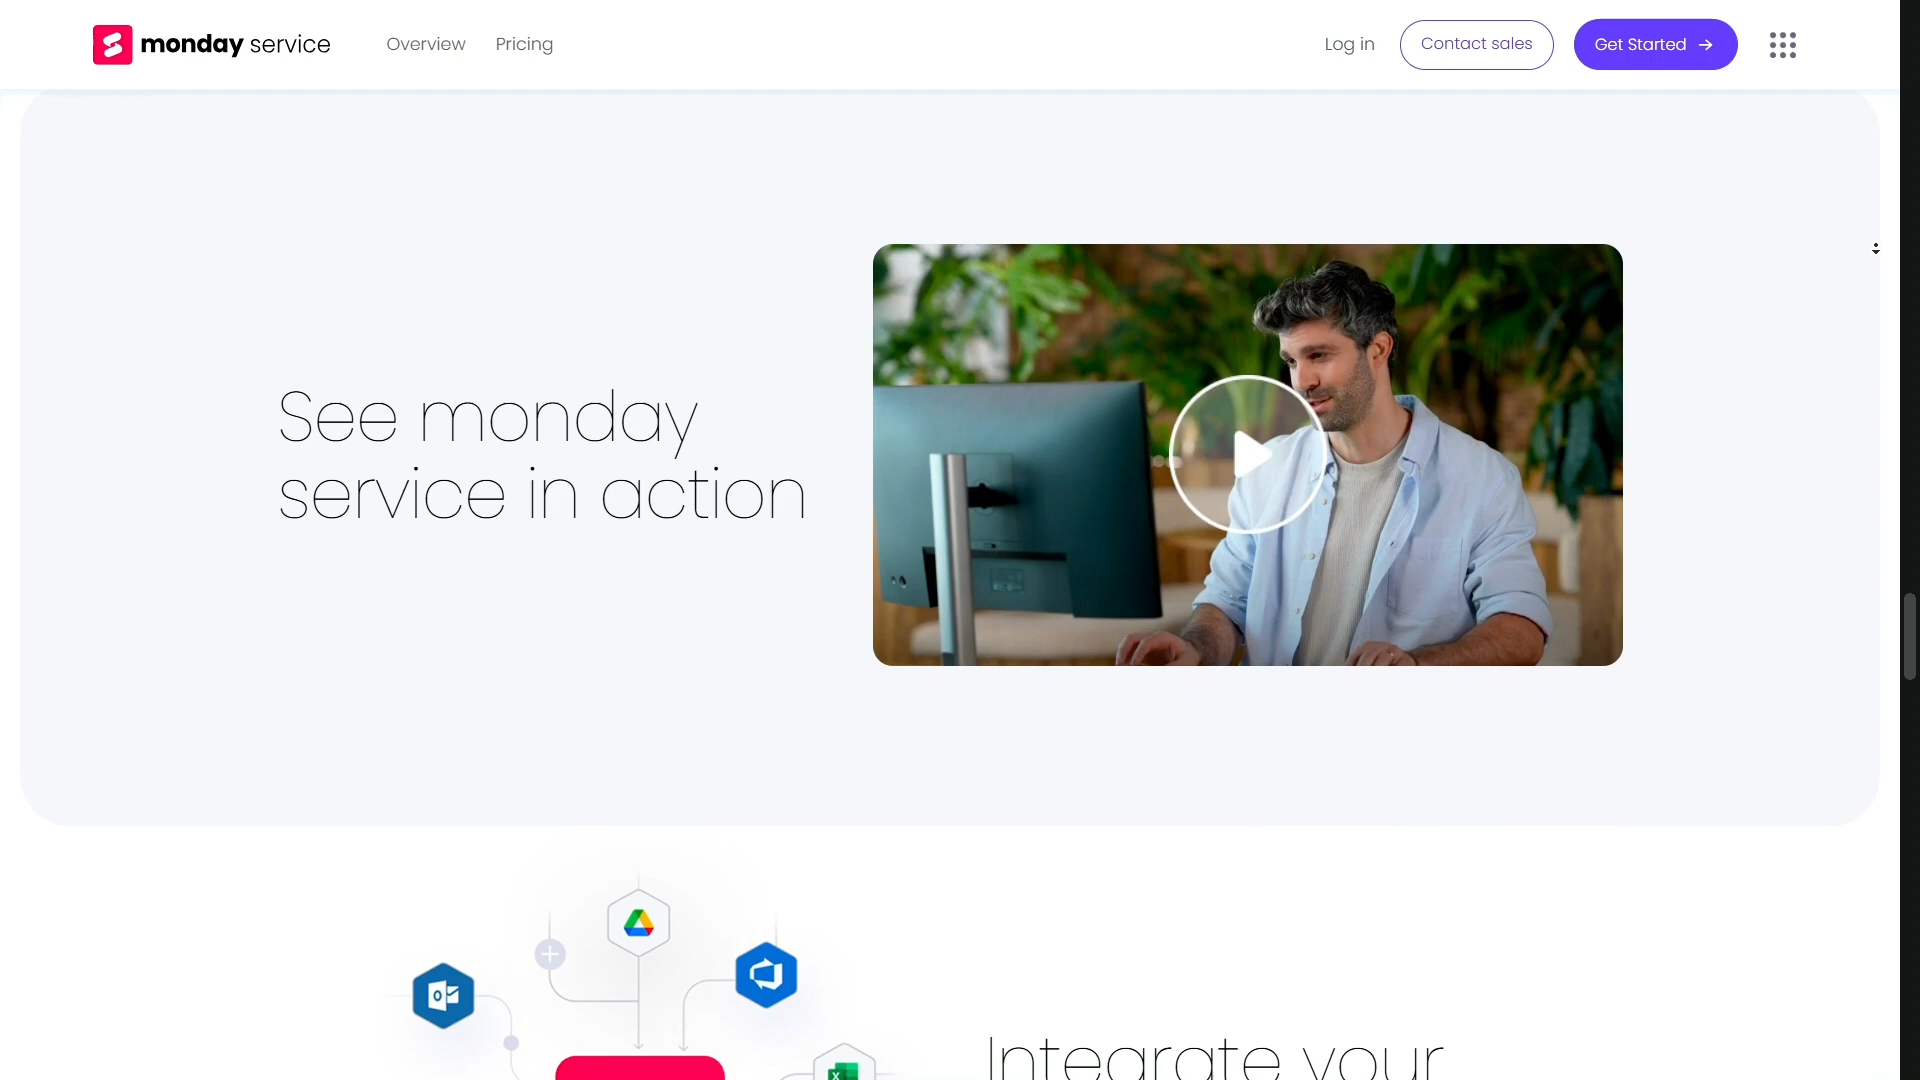 monday service
Overview
Pricing
Log in
Contact sales
Get Started
See monday
service in action
Integrate your